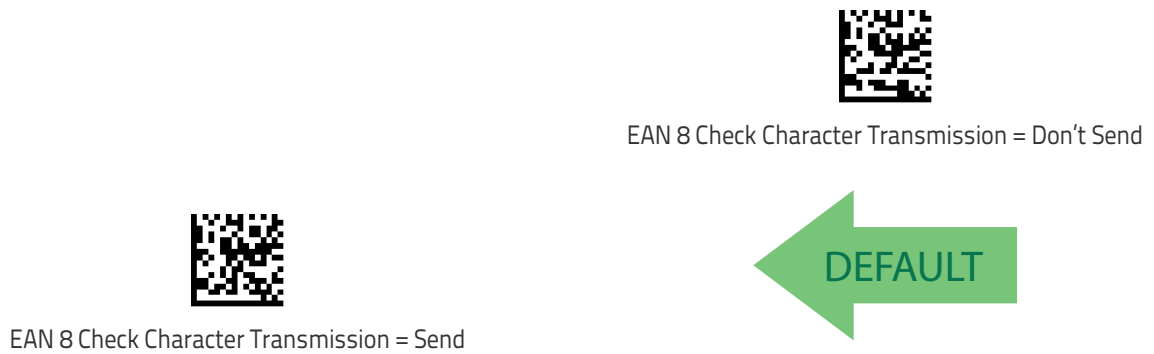 EAN 8 Check Character Transmission = Don't Send
DEFAULT
EAN 8 Check Character Transmission = Send